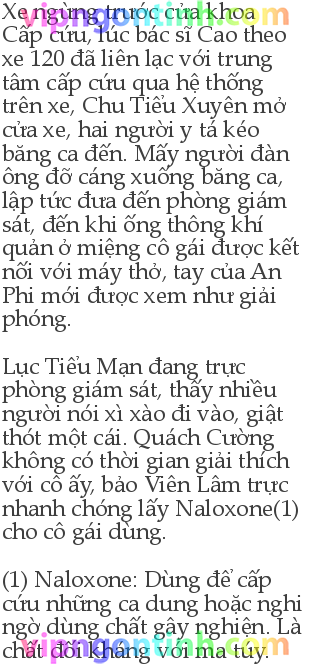 vipngontinh.com
Xe ngừng trước cửa khoa
Cấp cứu, lúc bác sĩ Cao theo
xe 120 đã liên lạc với trung
tâm cấp cứu qua hệ thống
trên xe, Chu Tiểu Xuyên mở
cửa xe, hai người y tá kéo
băng ca đến. Mấy người đàn
ông đỡ cáng xuống băng ca,
lập tức đưa đến phòng giám
sát, đến khi ống thông khí
quản ở miệng cô gái được kết
nối với máy thở, tay của An
Phi mới được xem như giải
phóng.

Lục Tiểu Mạn đang trực
phòng giám sát, thấy nhiều
người nói xì xào đi vào, giật
thót một cái. Quách Cường
không có thời gian giải thích
với cô ấy, bảo Viên Lâm trực
nhanh chóng lấy Naloxone(1)
cho cô gái dùng.

(1) Naloxone: Dùng để cấp
cứu những ca dung hoặc nghi
ngờ dùng chất gây nghiện. Là
chất đối kháng với ma túy.
vipngontinh.com